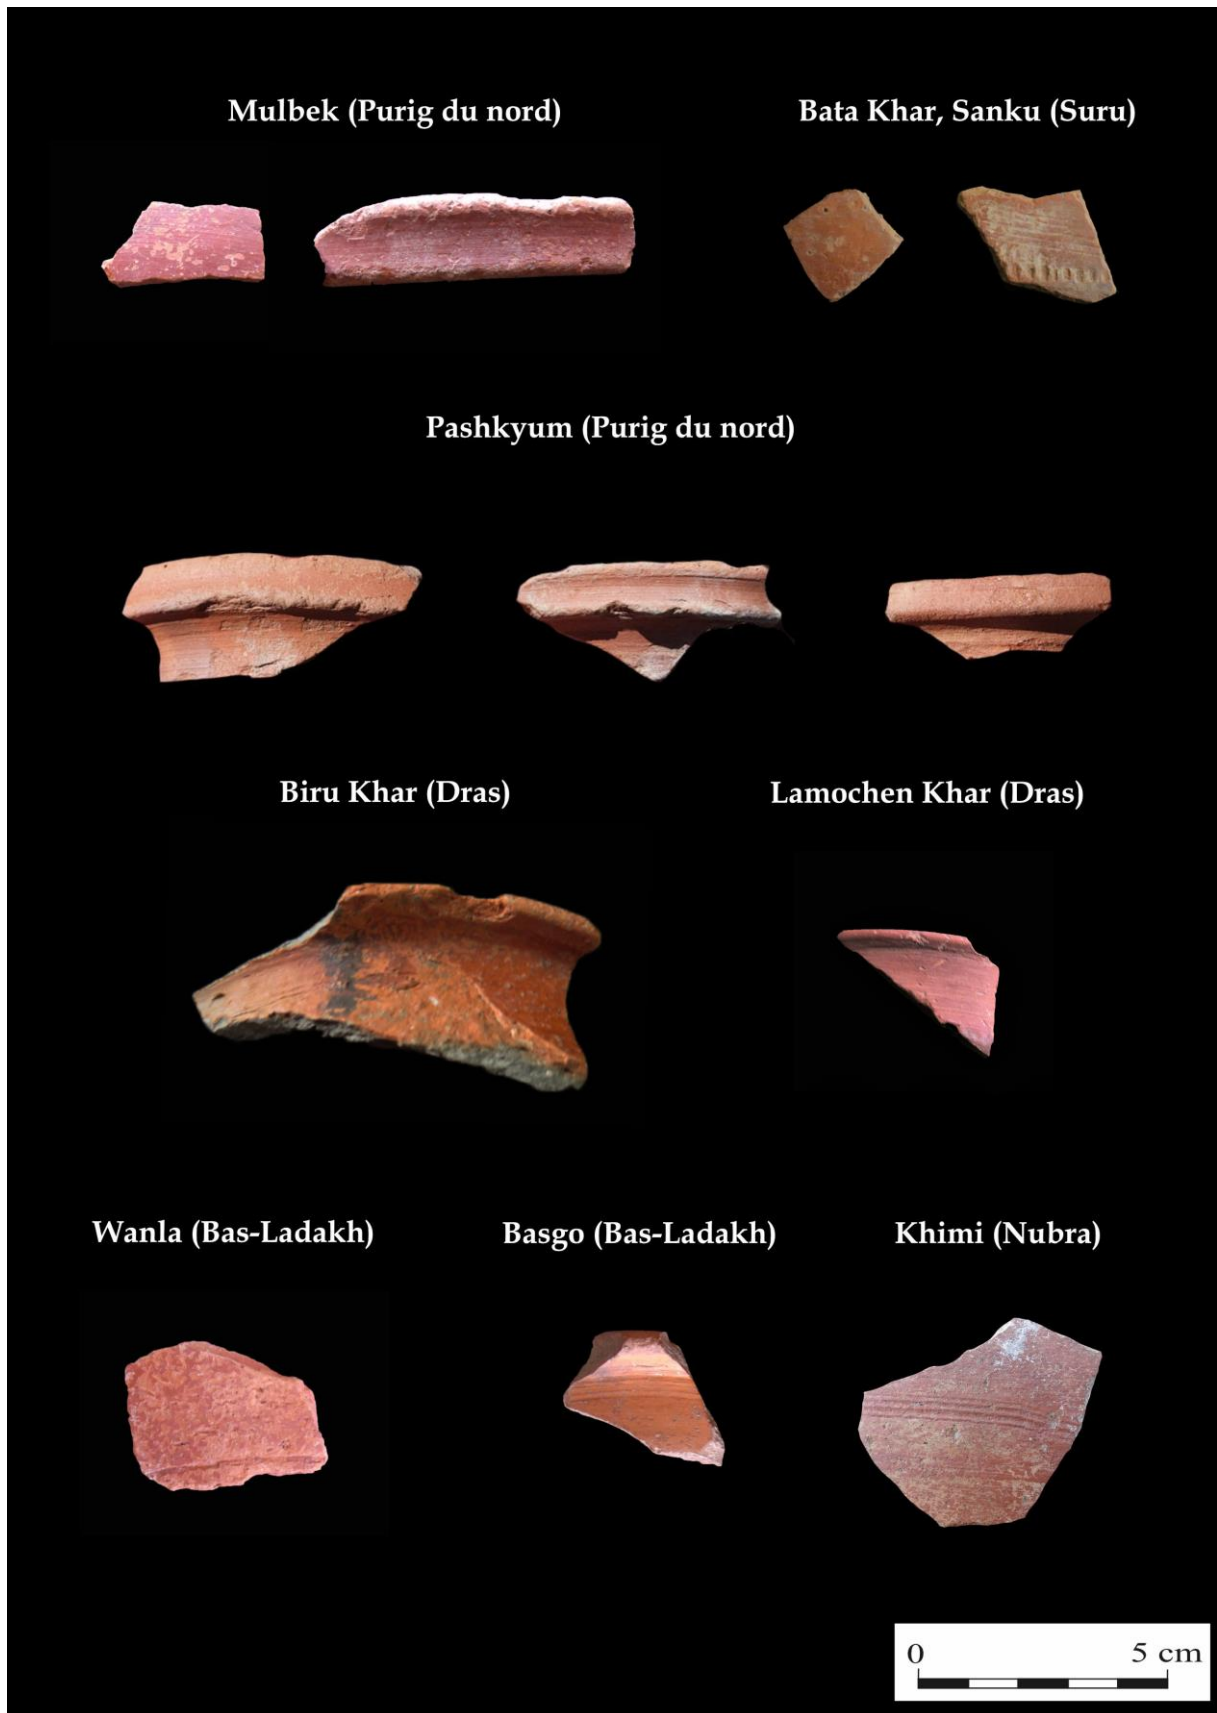 Mulbek (Purig du nord)
Bata Khar, Sanku (Suru)
Pashkyum (Purig du nord)
Biru Khar (Dras)
Lamochen Khar (Dras)
Wanla (Bas-Ladakh)
Basgo (Bas-Ladakh)
Khimi (Nubra)
0 5 cm